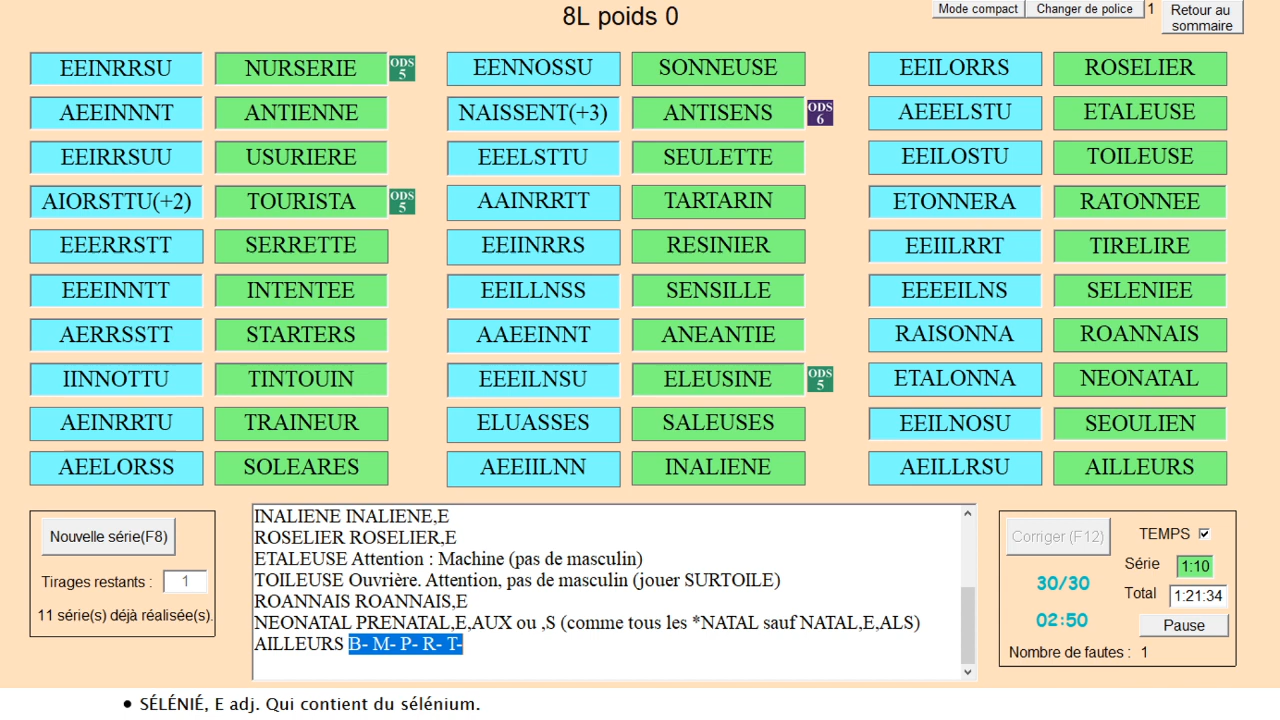 8L poids 0
Mode compact Changer de police 1 Retour au sommaire
EEINRRSU NURSERIE ODS 5 EENNOSSU SONNEUSE EEILORRS ROSELIER
AEEINNNT ANTIENNE NAISSENT(+3) ANTISENS ODS 6 AEEELSTU ETALEUSE
EEIRRSUU USURIERE EEELSTTU SEULETTE EEILOSTU TOILEUSE
AIORSTTU(+2) TOURISTA ODS 5 AAINRRTT TARTARIN ETONNERA RATONNEE
EEERRSTT SERRETTE EEIINRRS RESINIER EEIILRRT TIRELIRE
EEEINNTT INTENTEE EEILLNSS SENSILLE EEEEILNS SELENIEE
AERRSSTT STARTERS AAEEINNT ANEANTIE RAISONNA ROANNAIS
IINNOTTU TINTOUIN EEEILNSU ELEUSINE ODS 5 ETALONNA NEONATAL
AEINRRTU TRAINEUR ELUASSES SALEUSES EEILNOSU SEOULIEN
AEELORSS SOLEARES AEEIILNN INALIENE AEILLRSU AILLEURS
Nouvelle série(F8)
Tirages restants : 1
11 série(s) déjà réalisée(s).
INALIENE INALIENE,E
ROSELIER ROSELIER,E
ETALEUSE Attention : Machine (pas de masculin)
TOILEUSE Ouvrière. Attention, pas de masculin (jouer SURTOILE)
ROANNAIS ROANNAIS,E
NEONATAL PRENATAL,E,AUX ou ,S (comme tous les *NATAL sauf NATAL,E,ALS)
AILLEURS B- M- P- R- T-
Corriger (F12) TEMPS
Série 1:10
30/30
Total 1:21:34
02:50
Pause
Nombre de fautes : 1
• SÉLÉNIÉ, E adj. Qui contient du sélénium.